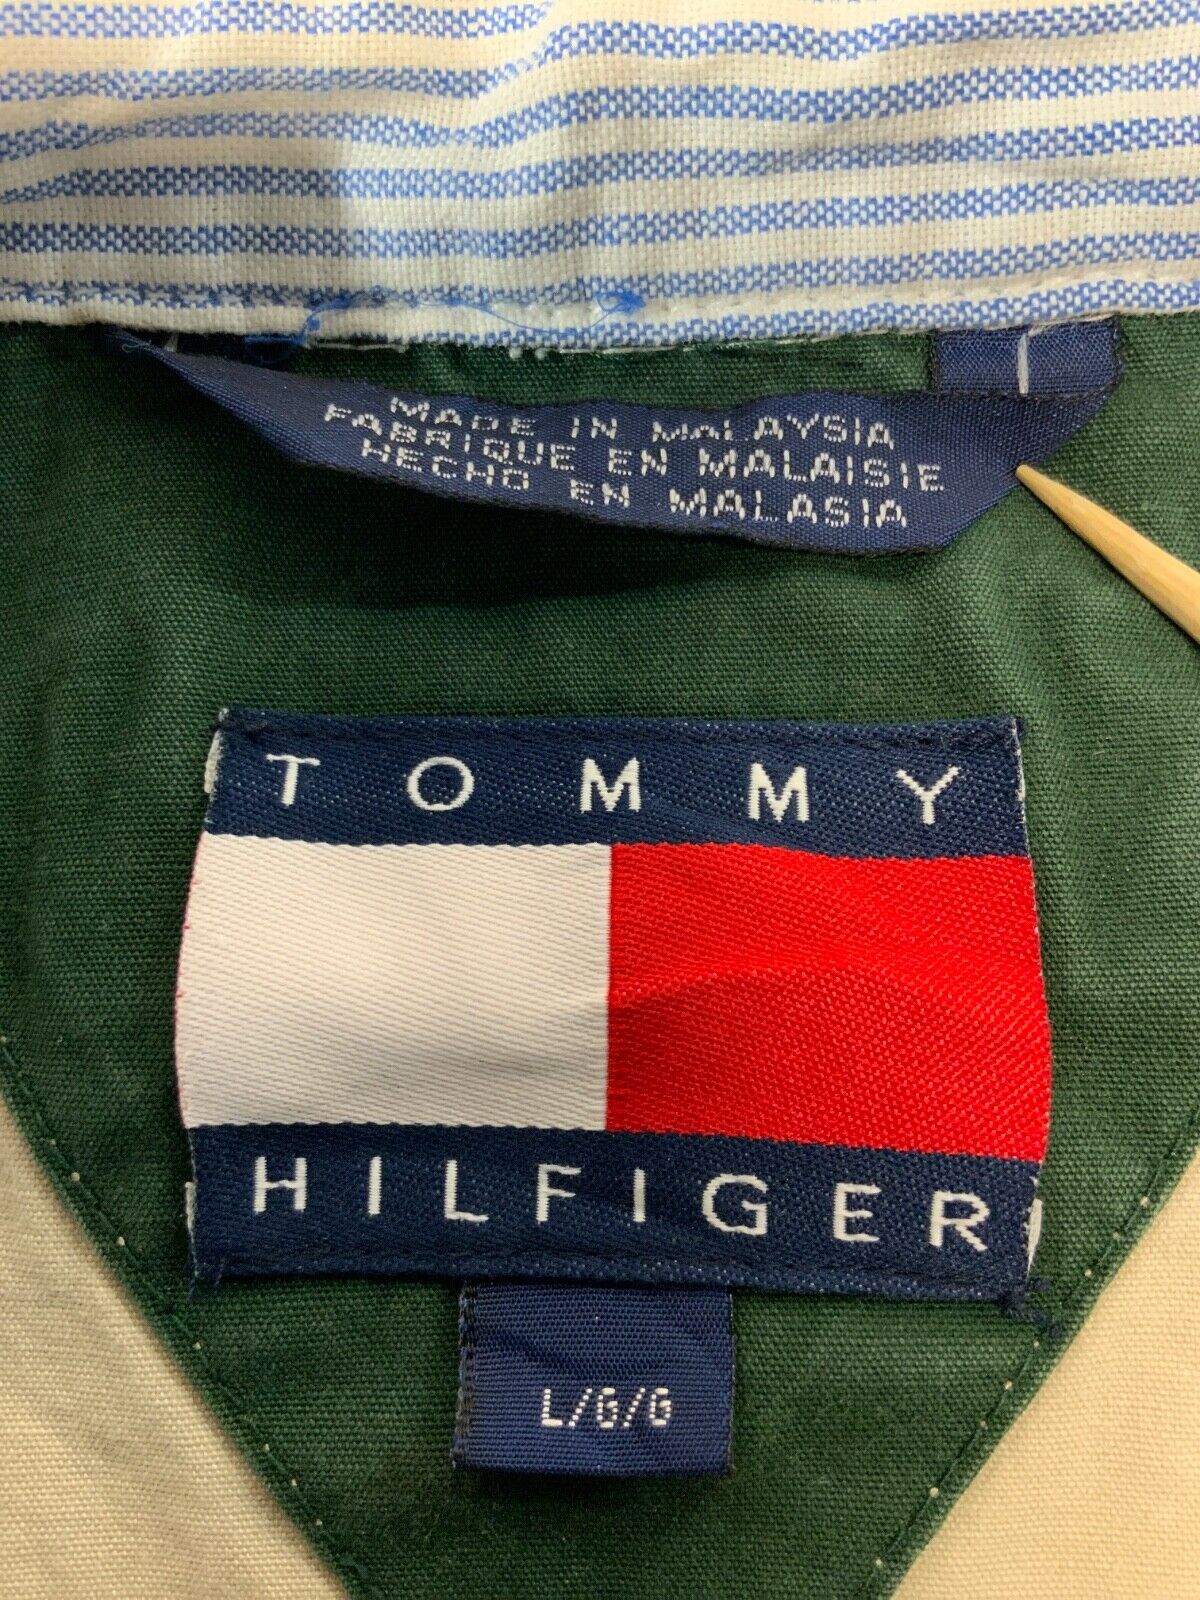 MADE IN MALAYSIA
FABRIQUE EN MALAISIE
HECHO EN MALASIA
TOMMY
HILFIGER
L/G/G